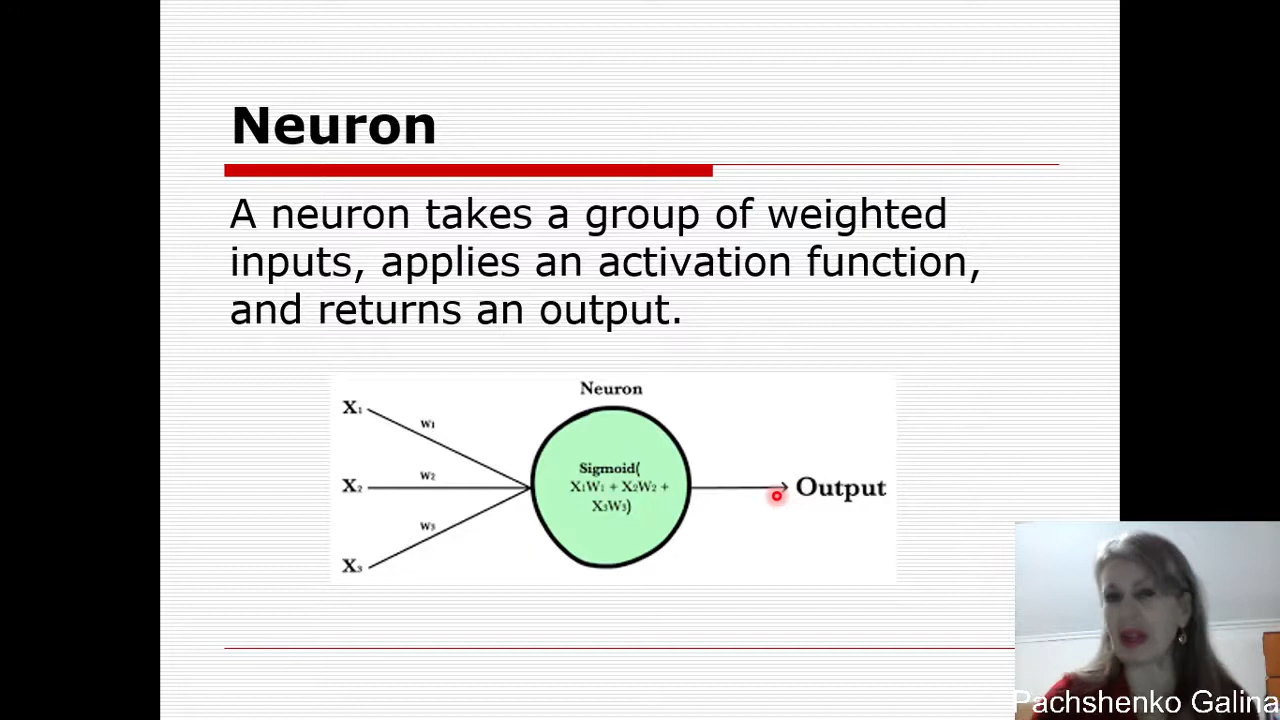 Neuron
A neuron takes a group of weighted
inputs, applies an activation function,
and returns an output.
Neuron
X₁
W₁
Sigmoid(
X₁W₁ + X₂W₂ +
X₃W₃)
X₂
W₂
Output
W₃
X₃
Pachshenko Galina